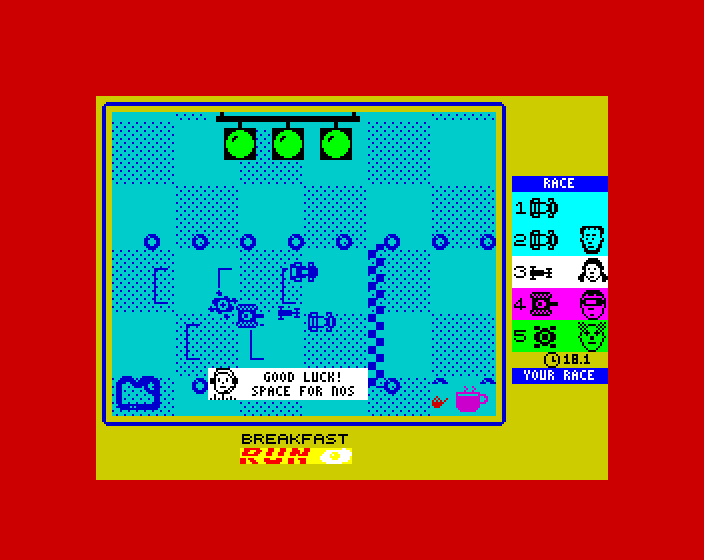 RACE
1
2
3
4
5
18.1
YOUR RACE
GOOD LUCK!
SPACE FOR NOS
BREAKFAST
RUN